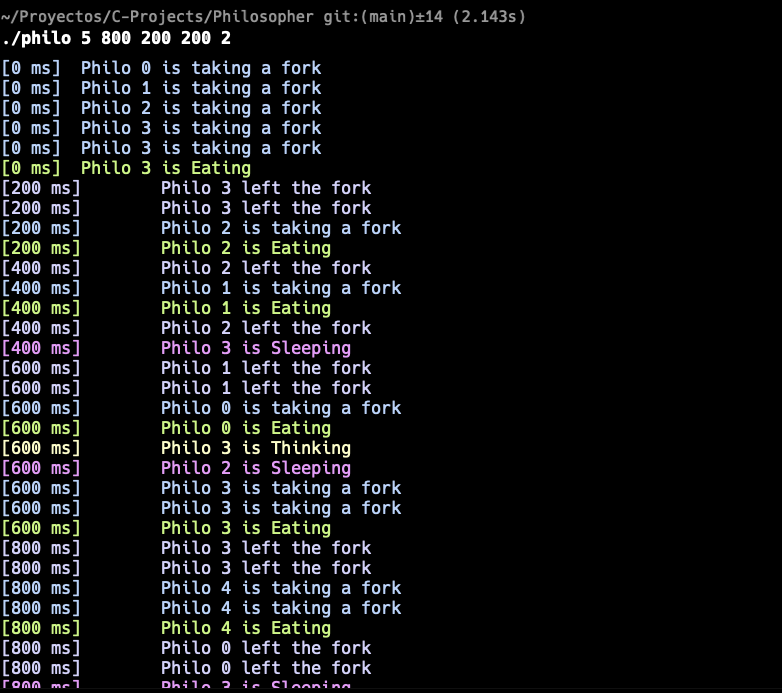 ~/Proyectos/C-Projects/Philosopher git:(main)±14 (2.143s)
./philo 5 800 200 200 2
[0 ms] Philo 0 is taking a fork
[0 ms] Philo 1 is taking a fork
[0 ms] Philo 2 is taking a fork
[0 ms] Philo 3 is taking a fork
[0 ms] Philo 3 is taking a fork
[0 ms] Philo 3 is Eating
[200 ms] Philo 3 left the fork
[200 ms] Philo 3 left the fork
[200 ms] Philo 2 is taking a fork
[200 ms] Philo 2 is Eating
[400 ms] Philo 2 left the fork
[400 ms] Philo 1 is taking a fork
[400 ms] Philo 1 is Eating
[400 ms] Philo 2 left the fork
[400 ms] Philo 3 is Sleeping
[600 ms] Philo 1 left the fork
[600 ms] Philo 1 left the fork
[600 ms] Philo 0 is taking a fork
[600 ms] Philo 0 is Eating
[600 ms] Philo 3 is Thinking
[600 ms] Philo 2 is Sleeping
[600 ms] Philo 3 is taking a fork
[600 ms] Philo 3 is taking a fork
[600 ms] Philo 3 is Eating
[800 ms] Philo 3 left the fork
[800 ms] Philo 3 left the fork
[800 ms] Philo 4 is taking a fork
[800 ms] Philo 4 is taking a fork
[800 ms] Philo 4 is Eating
[800 ms] Philo 0 left the fork
[800 ms] Philo 0 left the fork
[800 ms] Philo 3 is Sleeping